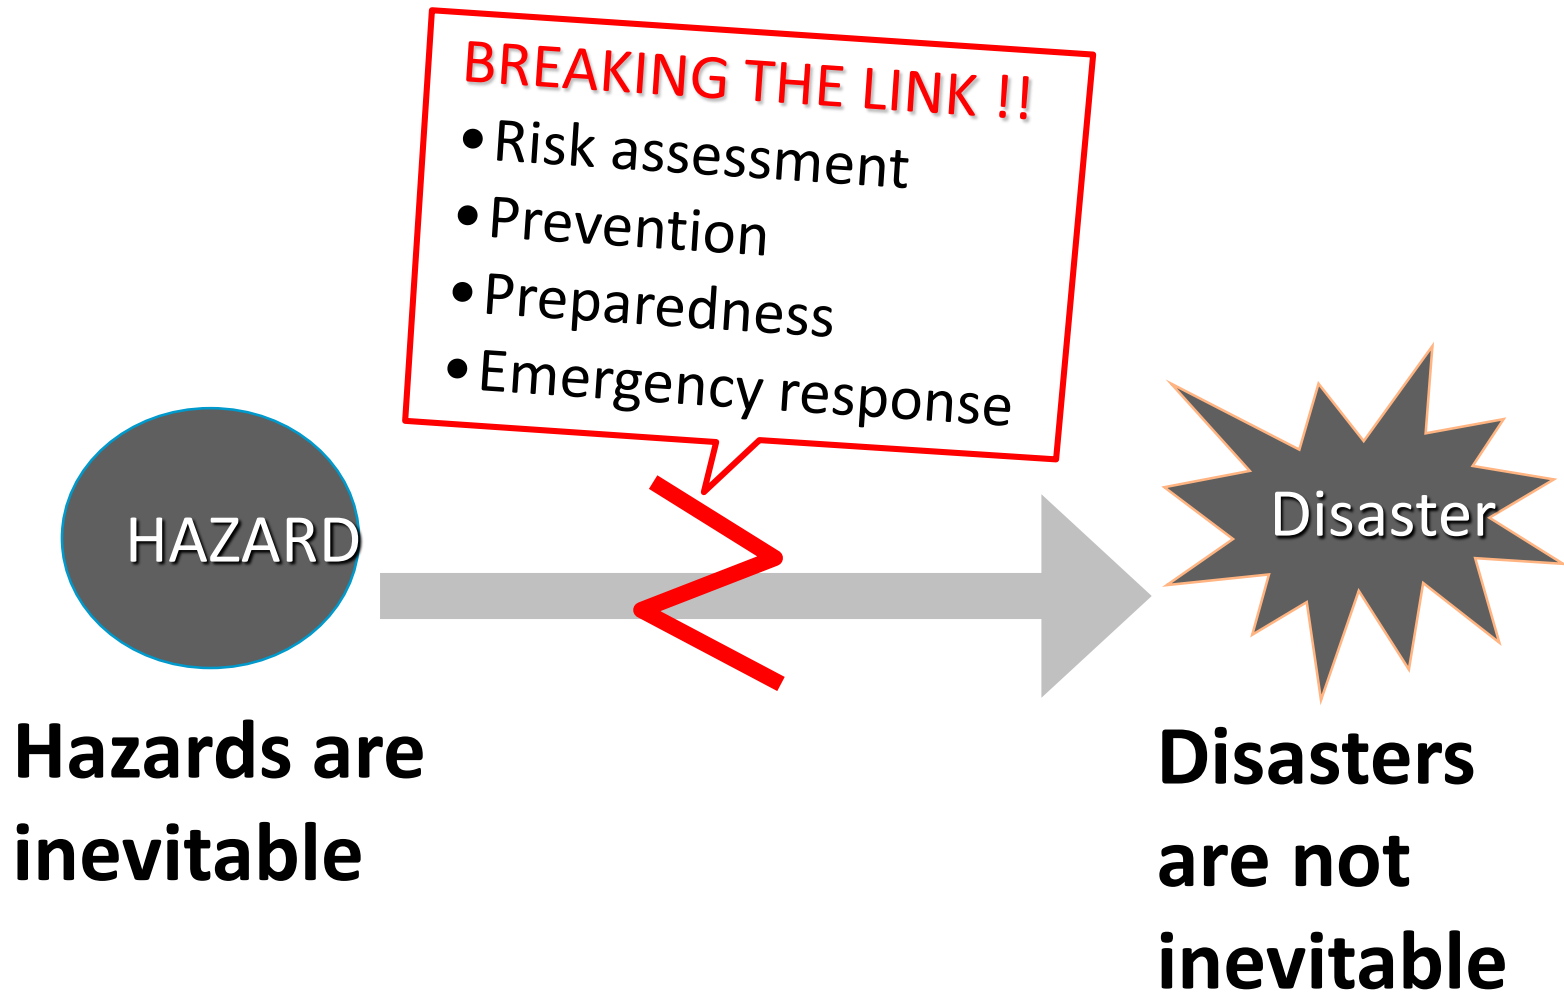 BREAKING THE LINK !!
•Risk assessment
•Prevention
•Preparedness
•Emergency response
HAZARD
Disaster
Hazards are
inevitable
Disasters
are not
inevitable